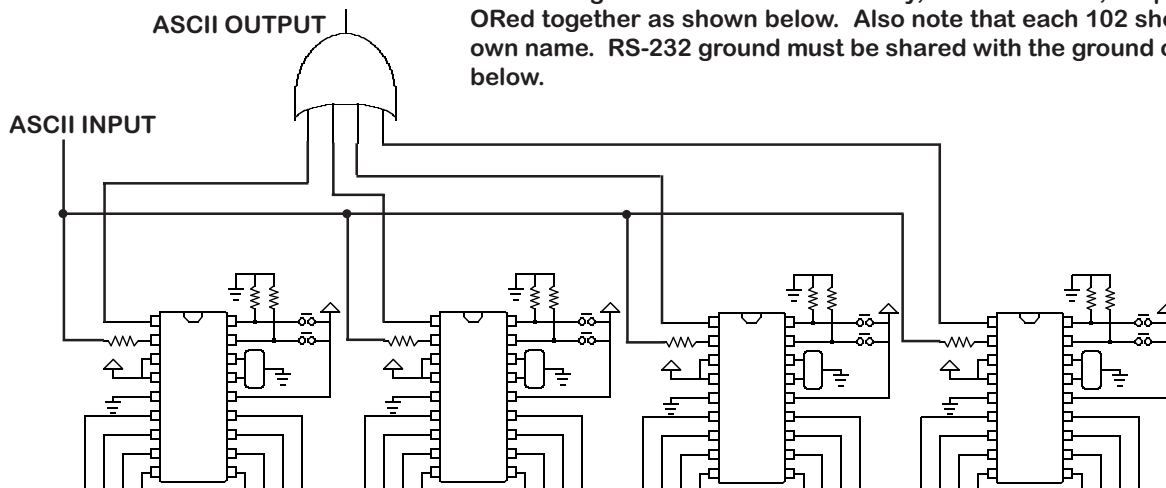 ORed together as shown below. Also note that each 102
own name. RS-232 ground must be shared with the ground
below.
ASCII OUTPUT
ASCII INPUT